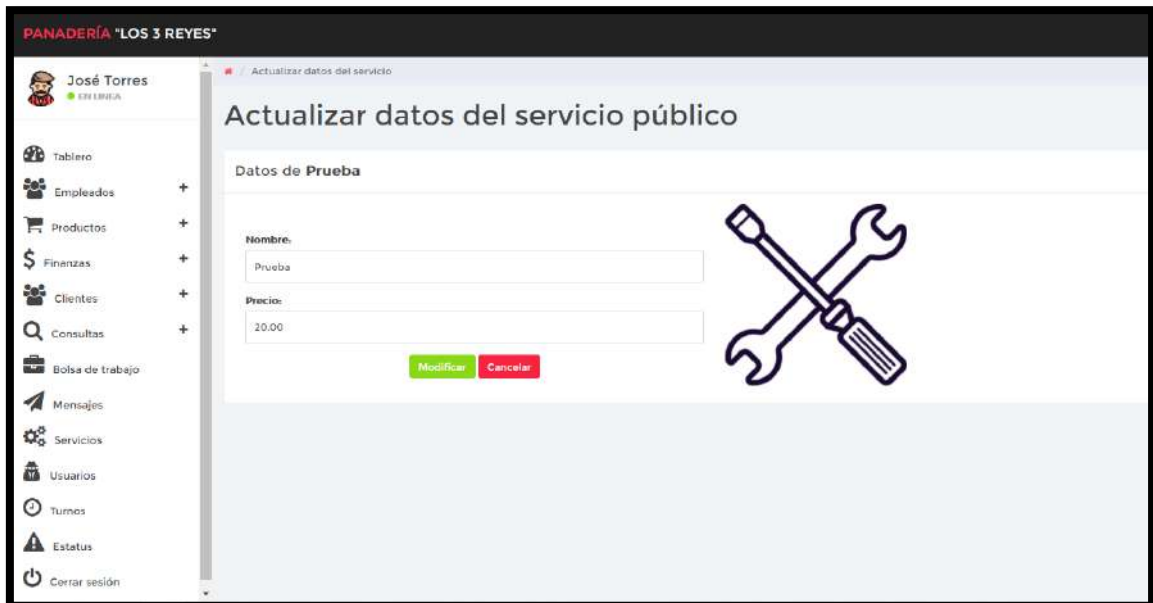 PANADERÍA "LOS 3 REYES"
José Torres
EN LINEA
Tablero
Empleados +
Productos +
Finanzas +
Clientes +
Consultas +
Bolsa de trabajo
Mensajes
Servicios
Usuarios
Turnos
Estatus
Cerrar sesión
/ Actualizar datos del servicio
Actualizar datos del servicio público
Datos de Prueba
Nombre:
Prueba
Precio:
20.00
Modificar Cancelar